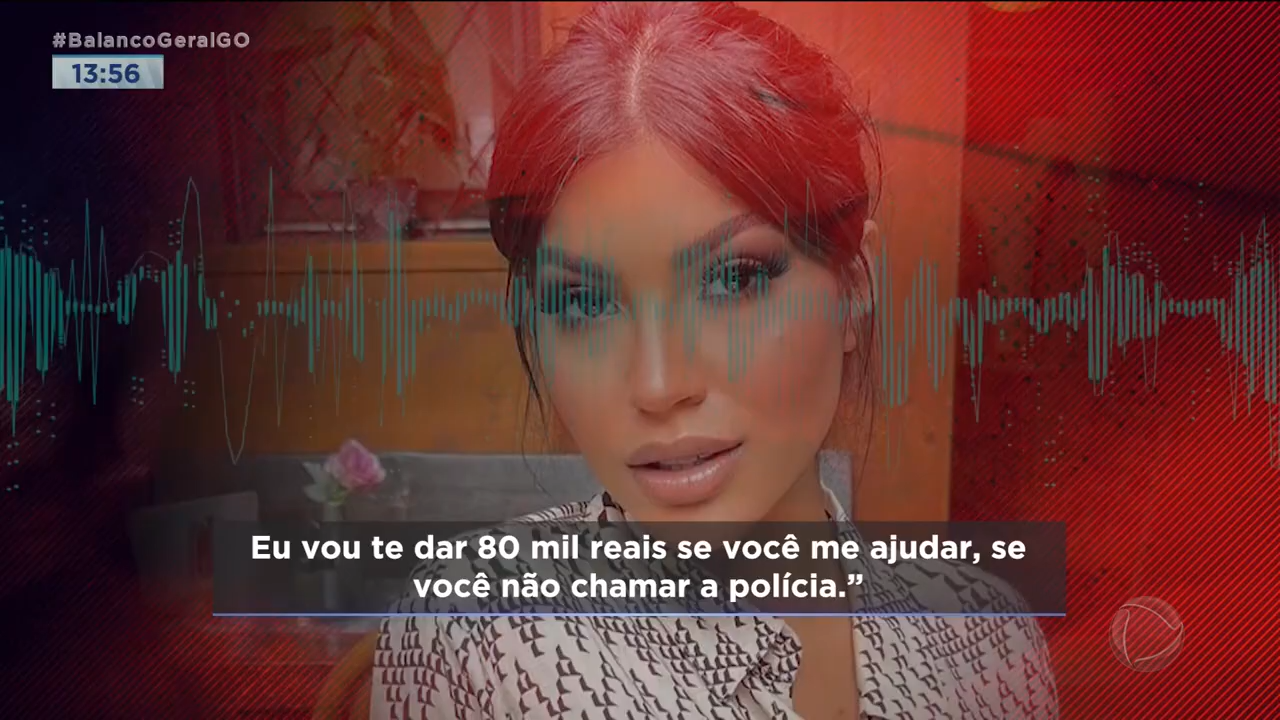 #BalancoGeralGO
13:56
Eu vou te dar 80 mil reais se você me ajudar, se
você não chamar a polícia.”